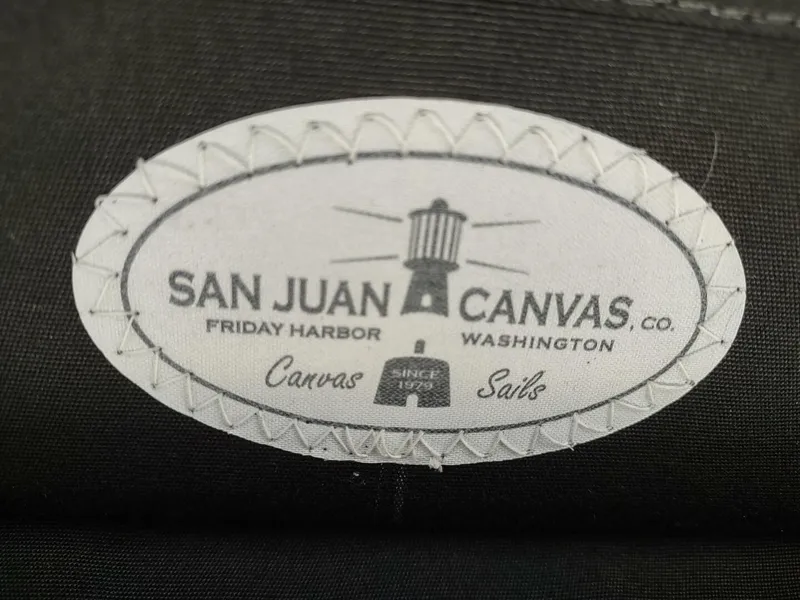 SAN JUAN CANVAS, CO.
FRIDAY HARBOR WASHINGTON
Canvas Sails
SINCE
1979